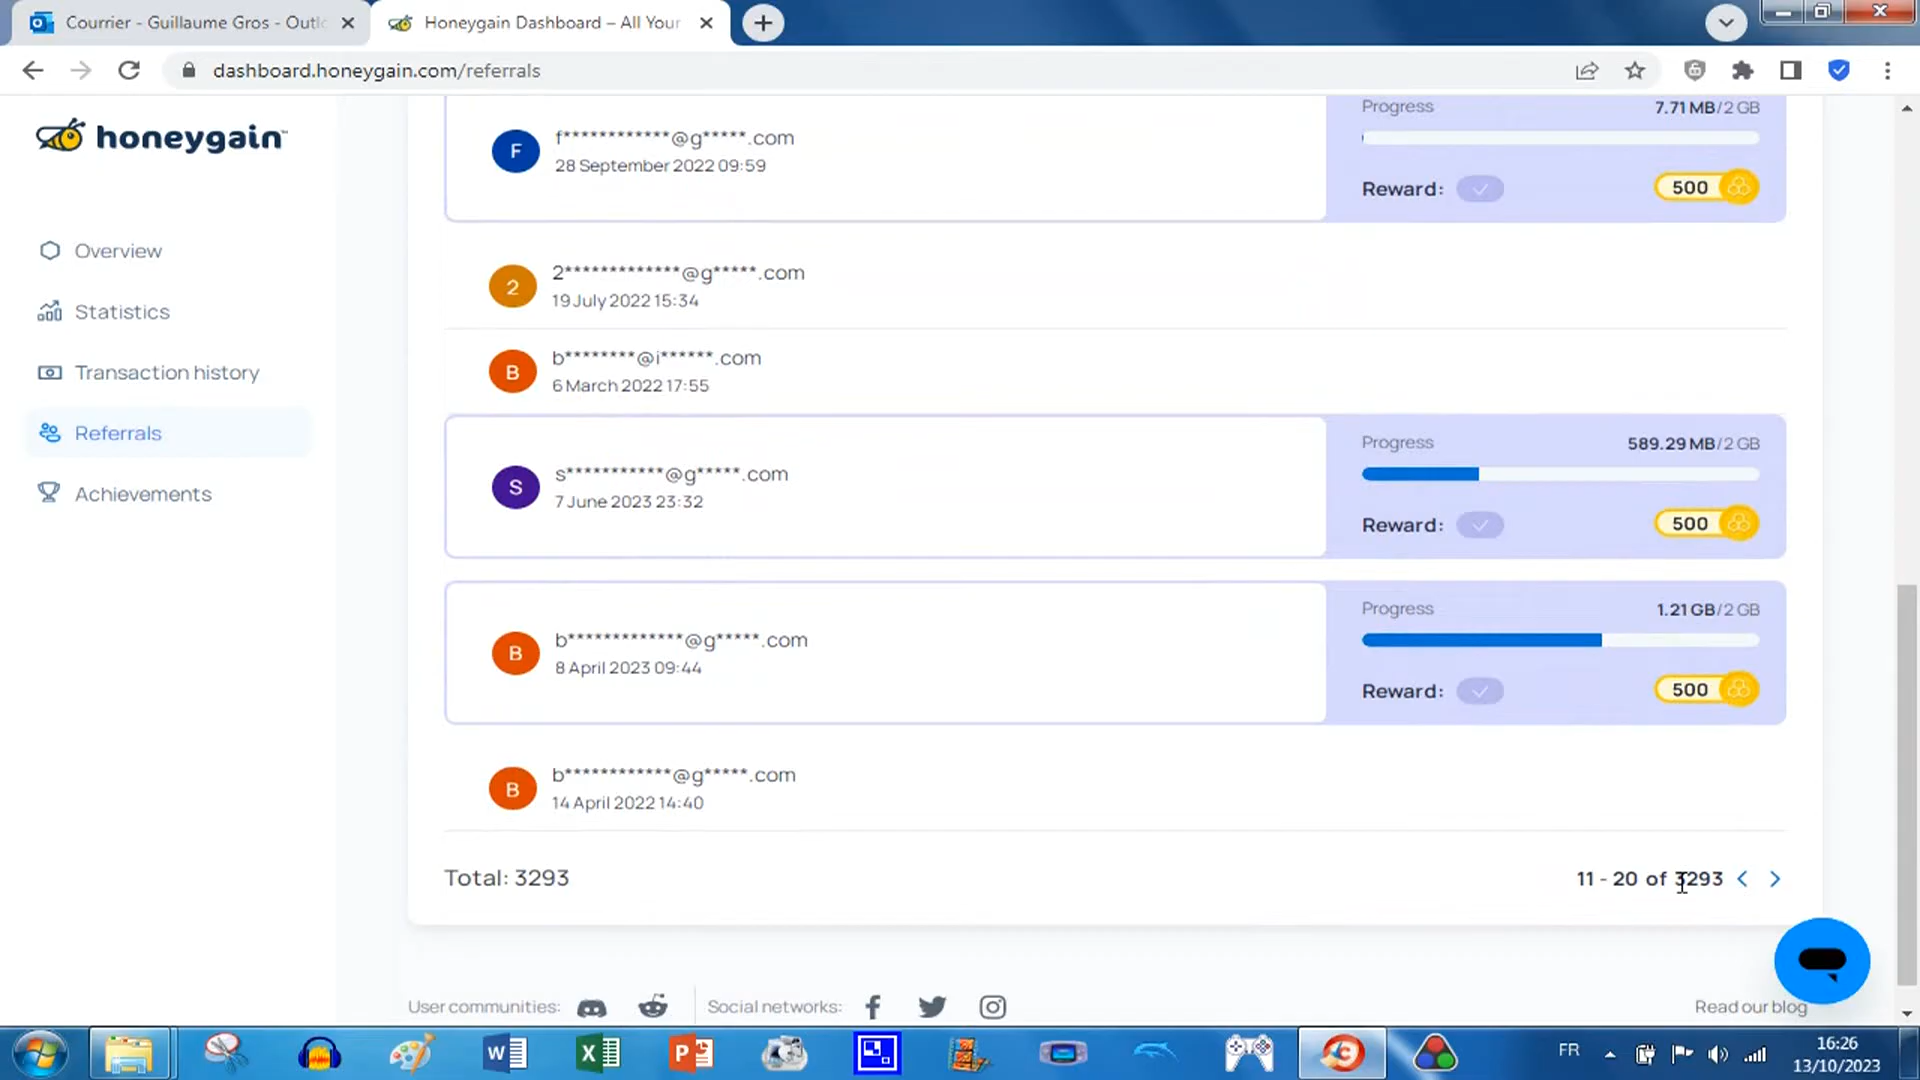 Courrier - Guillaume Gros - Outl
Honeygain Dashboard – All Your
dashboard.honeygain.com/referrals
honeygain
Overview
Statistics
Transaction history
Referrals
Achievements
F
f************@g*****.com
28 September 2022 09:59
Progress
7.71 MB/2 GB
Reward:
500
2
2*************@g*****.com
19 July 2022 15:34
B
b********@i******.com
6 March 2022 17:55
S
s***********@g*****.com
7 June 2023 23:32
Progress
589.29 MB/2 GB
Reward:
500
B
b*************@g*****.com
8 April 2023 09:44
Progress
1.21 GB/2 GB
Reward:
500
B
b************@g*****.com
14 April 2022 14:40
Total: 3293
11 - 20 of 3293
User communities:
Social networks:
Read our blog
FR
16:26
13/10/2023